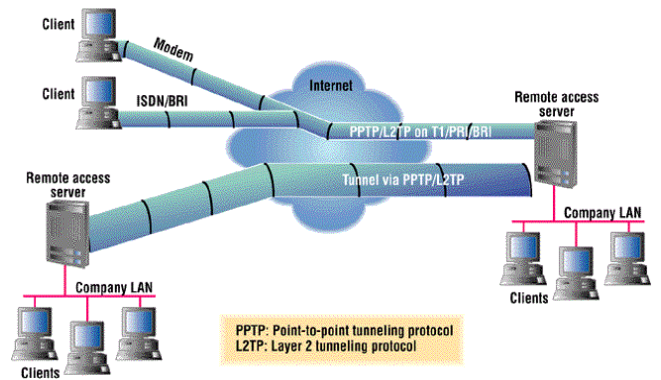 Client
Modem
Client
ISDN/BRI
Internet
PPTP/L2TP on T1/PRI/BRI
Remote access
server
Tunnel via PPTP/L2TP
Remote access
server
Company LAN
Clients
Company LAN
Clients
PPTP: Point-to-point tunneling protocol
L2TP: Layer 2 tunneling protocol